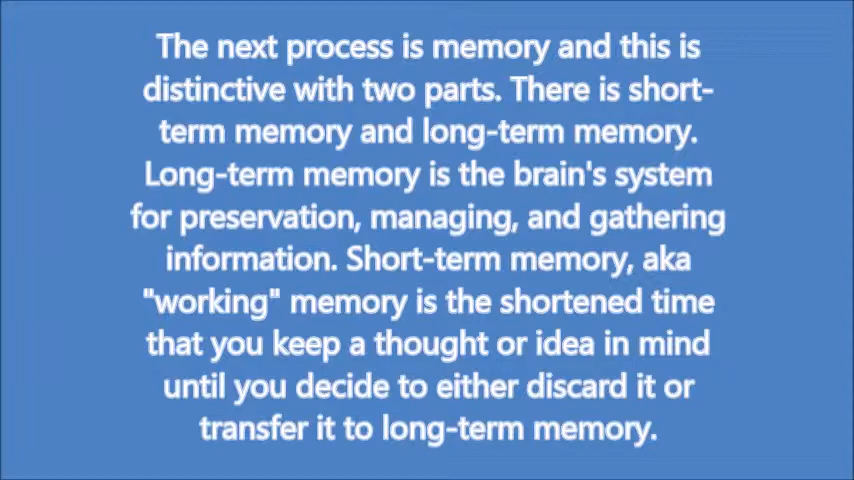 The next process is memory and this is
distinctive with two parts. There is short-
term memory and long-term memory.
Long-term memory is the brain's system
for preservation, managing, and gathering
information. Short-term memory, aka
"working" memory is the shortened time
that you keep a thought or idea in mind
until you decide to either discard it or
transfer it to long-term memory.